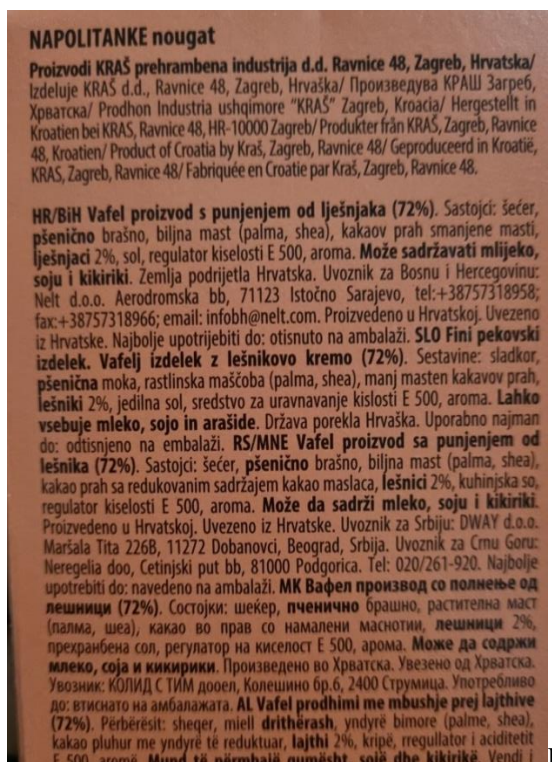 NAPOLITANKE nougat
Proizvodi KRAŠ prehrambena industrija d.d. Ravnice 48, Zagreb, Hrvatska/
Izdeluje KRAŠ d.d., Ravnice 48, Zagreb, Hrvaška/ Произведува КРАШ Загреб,
Хрватска/ Prodhon Industria ushqimore "KRAŠ" Zagreb, Kroacia/ Hergestellt in
Kroatien bei KRAS, Ravnice 48, HR-10000 Zagreb/ Produkter från KRAŠ, Zagreb, Ravnice
48, Kroatien/ Product of Croatia by Kraš, Zagreb, Ravnice 48/ Geproduceerd in Kroatië,
KRAS, Zagreb, Ravnice 48/ Fabriquée en Croatie par Kraš, Zagreb, Ravnice 48.
HR/BiH Vafel proizvod s punjenjem od lješnjaka (72%). Sastojci: šećer,
pšenično brašno, biljna mast (palma, shea), kakaov prah smanjene masti,
lješnjaci 2%, sol, regulator kiselosti E 500, aroma. Može sadržavati mlijeko,
soju i kikiriki. Zemlja podrijetla Hrvatska. Uvoznik za Bosnu i Hercegovinu:
Nelt d.o.o. Aerodromska bb, 71123 Istočno Sarajevo, tel:+38757318958;
fax:+38757318966; email: infobh@nelt.com. Proizvedeno u Hrvatskoj. Uvezeno
iz Hrvatske. Najbolje upotrijebiti do: otisnuto na ambalaži. SLO Fini pekovski
izdelek. Vafelj izdelek z lešnikovo kremo (72%). Sestavine: sladkor,
pšenična moka, rastlinska maščoba (palma, shea), manj masten kakavov prah,
lešniki 2%, jedilna sol, sredstvo za uravnavanje kislosti E 500, aroma. Lahko
vsebuje mleko, sojo in arašide. Država porekla Hrvaška. Uporabno najman
do: odtisnjeno na embalaži. RS/MNE Vafel proizvod sa punjenjem od
lešnika (72%). Sastojci: šećer, pšenično brašno, biljna mast (palma, shea),
kakao prah sa redukovanim sadržajem kakao maslaca, lešnici 2%, kuhinjska so,
regulator kiselosti E 500, aroma. Može da sadrži mleko, soju i kikiriki.
Proizvedeno u Hrvatskoj. Uvezeno iz Hrvatske. Uvoznik za Srbiju: DWAY d.o.o.
Maršala Tita 226B, 11272 Dobanovci, Beograd, Srbija. Uvoznik za Crnu Goru:
Neregelia doo, Cetinjski put bb, 81000 Podgorica. Tel: 020/261-920. Najbolje
upotrebiti do: navedeno na ambalaži. МК Вафел производ со полнење од
лешници (72%). Состојки: шеќер, пченично брашно, растителна маст
(палма, шеа), какао во прав со намалени маснотии, лешници 2%,
прехранбена сол, регулатор на киселост Е 500, арома. Може да содржи
млеко, соја и кикирики. Произведено во Хрватска. Увезено од Хрватска.
Увозник: КОЛИД С ТИМ дооел, Колешино бр.6, 2400 Струмица. Употребливо
до: втиснато на амбалажата. AL Vafel prodhimi me mbushje prej lajthive
(72%). Përbërësit: sheqer, miell drithërash, yndyrë bimore (palme, shea),
kakao pluhur me yndyrë të reduktuar, lajthi 2%, kripë, rregullator i aciditetit
E 500, aromë. Mund të përmbajë qumësht, sojë dhe kikirikë. Vendi i